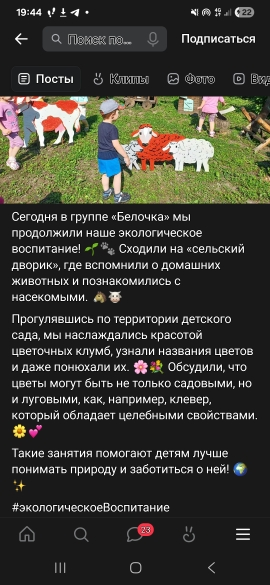 19:44
22
Поиск по...
Подписаться
Посты
Клипы
Фото
Вид
Сегодня в группе «Белочка» мы
продолжили наше экологическое
воспитание! 🌱🐾 Сходили на «сельский
дворик», где вспомнили о домашних
животных и познакомились с
насекомыми. 🐴🐮
Прогулявшись по территории детского
сада, мы наслаждались красотой
цветочных клумб, узнали названия цветов
и даже понюхали их. 🌸💐 Обсудили, что
цветы могут быть не только садовыми, но
и луговыми, как, например, клевер,
который обладает целебными свойствами.
🌼💕
Такие занятия помогают детям лучше
понимать природу и заботиться о ней! 🌍
✨
#экологическоеВоспитание
23